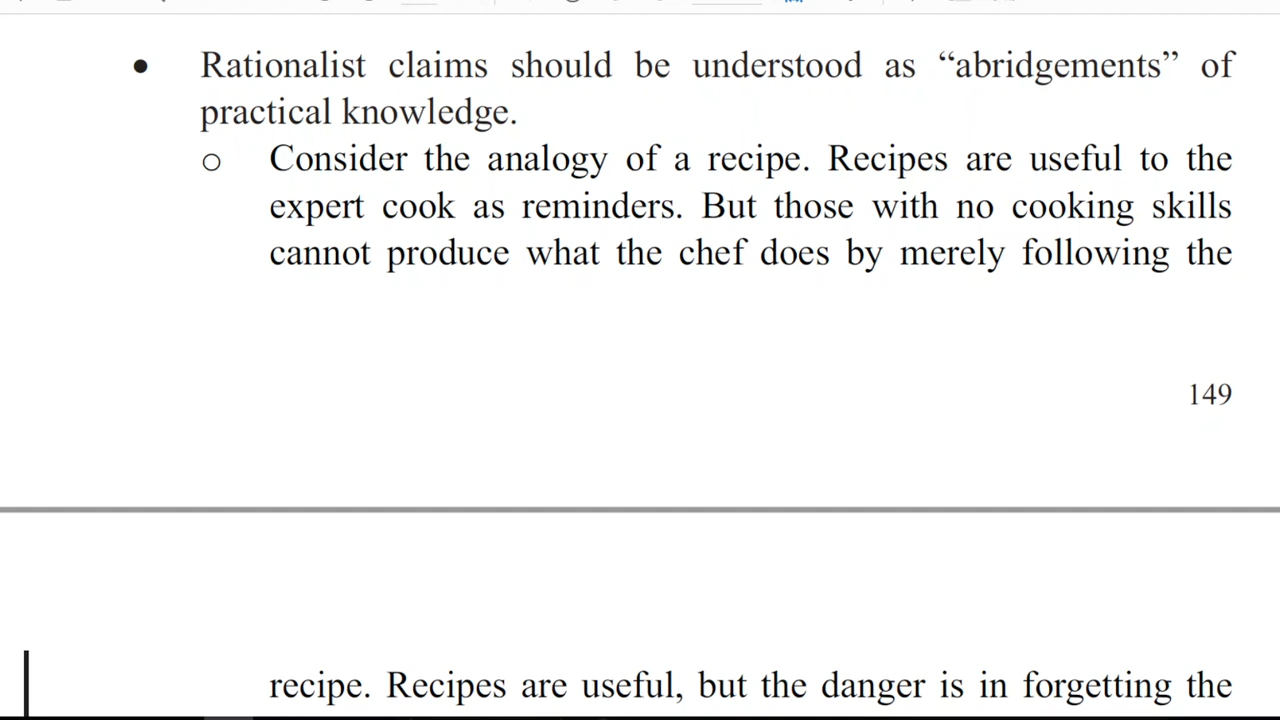 ● Rationalist claims should be understood as “abridgements” of
practical knowledge.
○ Consider the analogy of a recipe. Recipes are useful to the
expert cook as reminders. But those with no cooking skills
cannot produce what the chef does by merely following the
149
recipe. Recipes are useful, but the danger is in forgetting the